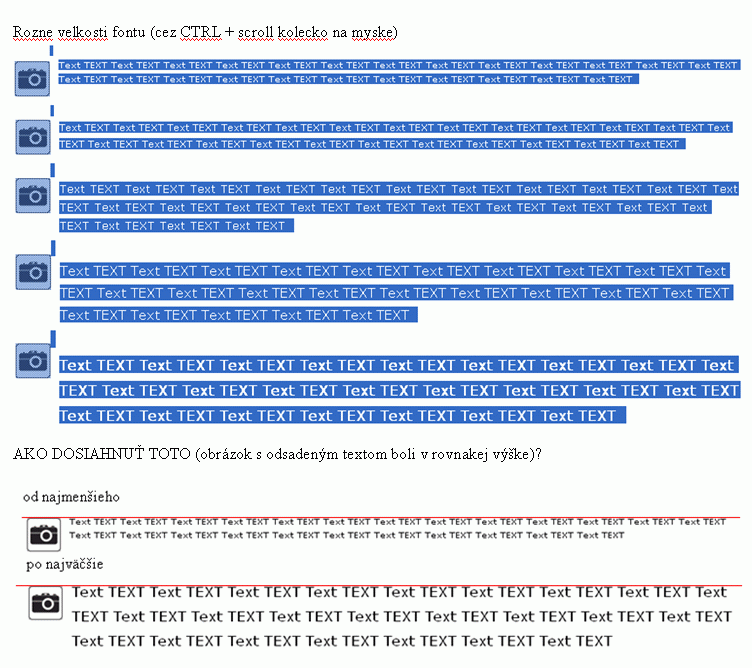 Rozne velkosti fontu (cez CTRL + scroll kolecko na myske)
Text TEXT Text TEXT Text TEXT Text TEXT Text TEXT Text TEXT Text TEXT Text TEXT Text TEXT Text TEXT Text TEXT Text TEXT Text TEXT
Text TEXT Text TEXT Text TEXT Text TEXT Text TEXT Text TEXT Text TEXT Text TEXT Text TEXT Text TEXT Text TEXT
Text TEXT Text TEXT Text TEXT Text TEXT Text TEXT Text TEXT Text TEXT Text TEXT Text TEXT Text TEXT Text TEXT Text TEXT Text
TEXT Text TEXT Text TEXT Text TEXT Text TEXT Text TEXT Text TEXT Text TEXT Text TEXT Text TEXT Text TEXT Text TEXT
Text TEXT Text TEXT Text TEXT Text TEXT Text TEXT Text TEXT Text TEXT Text TEXT Text TEXT Text TEXT Text
TEXT Text TEXT Text TEXT Text TEXT Text TEXT Text TEXT Text TEXT Text TEXT Text TEXT Text TEXT Text
TEXT Text TEXT Text TEXT Text TEXT
Text TEXT Text TEXT Text TEXT Text TEXT Text TEXT Text TEXT Text TEXT Text TEXT Text TEXT Text
TEXT Text TEXT Text TEXT Text TEXT Text TEXT Text TEXT Text TEXT Text TEXT Text TEXT Text TEXT
Text TEXT Text TEXT Text TEXT Text TEXT Text TEXT
Text TEXT Text TEXT Text TEXT Text TEXT Text TEXT Text TEXT Text TEXT Text TEXT Text
TEXT Text TEXT Text TEXT Text TEXT Text TEXT Text TEXT Text TEXT Text TEXT Text TEXT
Text TEXT Text TEXT Text TEXT Text TEXT Text TEXT Text TEXT Text TEXT
AKO DOSIAHNUŤ TOTO (obrázok s odsadeným textom boli v rovnakej výške)?
od najmenšieho
Text TEXT Text TEXT Text TEXT Text TEXT Text TEXT Text TEXT Text TEXT Text TEXT Text TEXT Text TEXT Text TEXT Text TEXT Text TEXT
Text TEXT Text TEXT Text TEXT Text TEXT Text TEXT Text TEXT Text TEXT Text TEXT Text TEXT Text TEXT Text TEXT
po najväčšie
Text TEXT Text TEXT Text TEXT Text TEXT Text TEXT Text TEXT Text TEXT Text TEXT Text
TEXT Text TEXT Text TEXT Text TEXT Text TEXT Text TEXT Text TEXT Text TEXT Text TEXT
Text TEXT Text TEXT Text TEXT Text TEXT Text TEXT Text TEXT Text TEXT